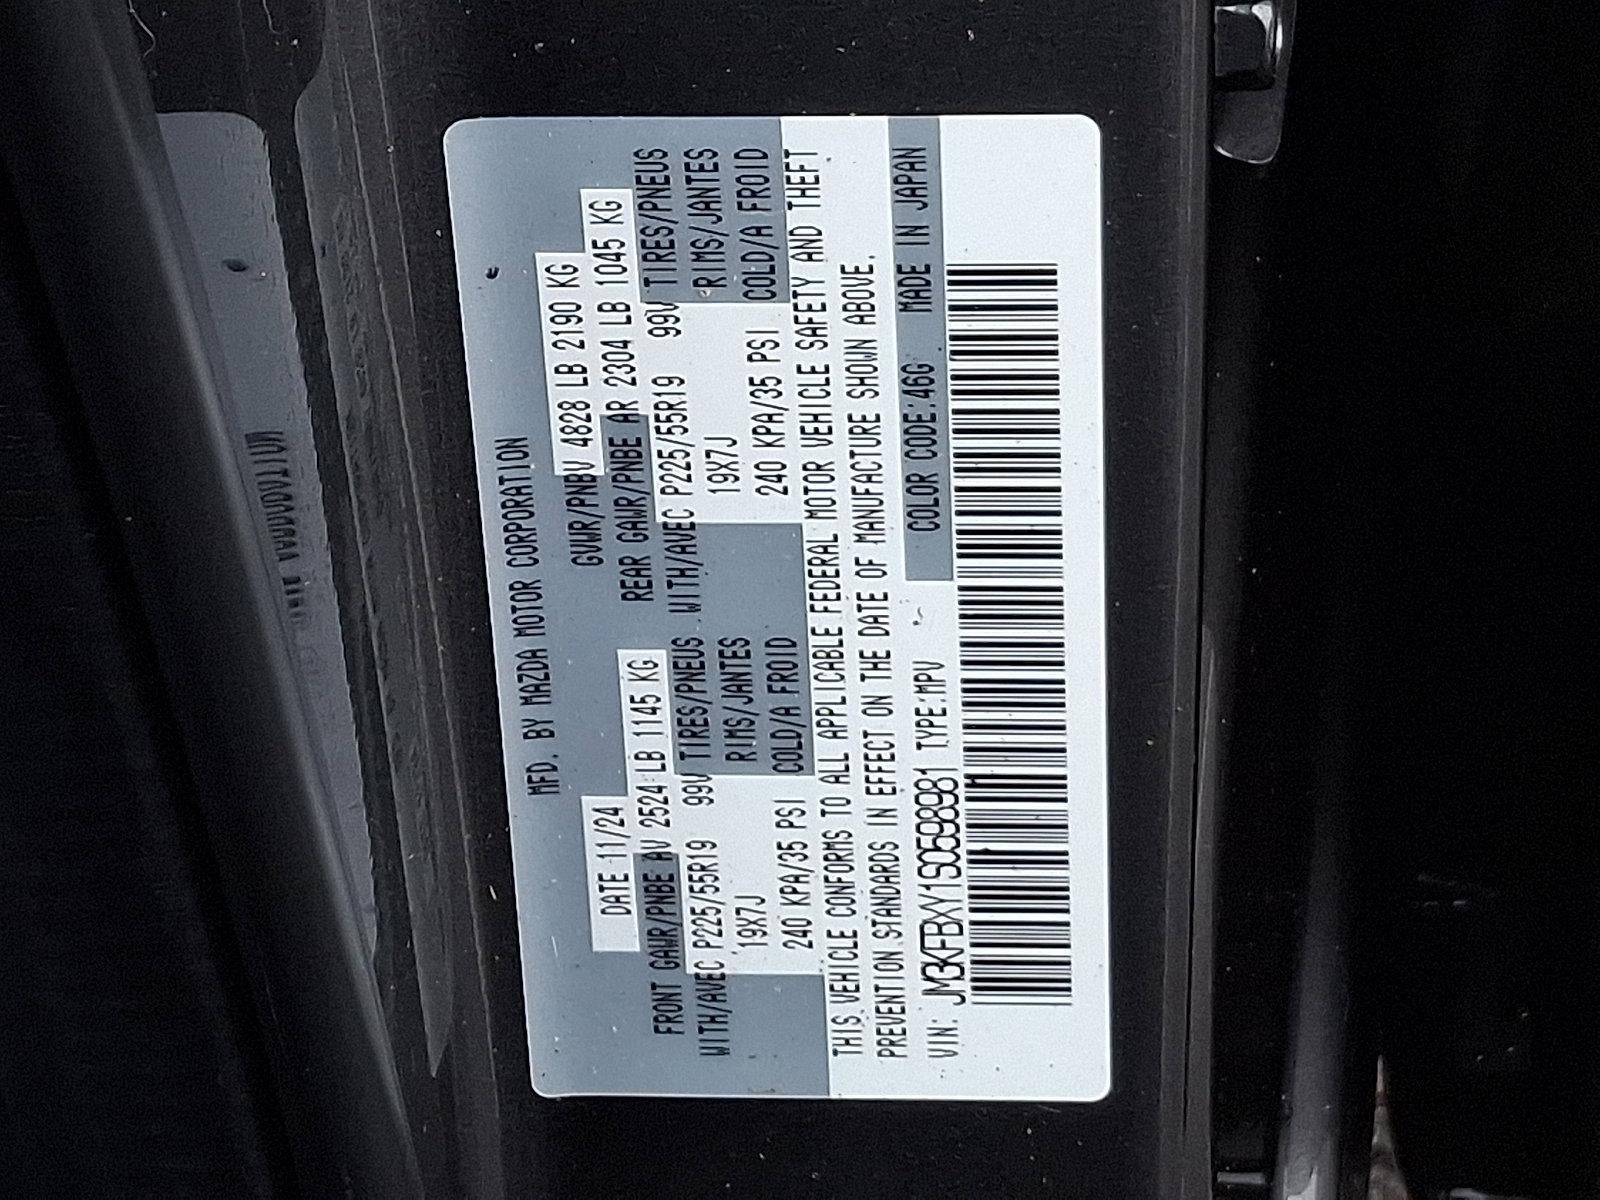 MFD. BY MAZDA MOTOR CORPORATION
DATE 11/24 GVWR/PNBV 4828 LB 2190 KG
FRONT GAWR/PNBE AV 2524 LB 1145 KG REAR GAWR/PNBE AR 2304 LB 1045 KG
WITH/AVEC P225/55R19 99V TIRES/PNEUS WITH/AVEC P225/55R19 99V TIRES/PNEUS
19X7J RIMS/JANTES 19X7J RIMS/JANTES
240 KPA/35 PSI COLD/A FROID 240 KPA/35 PSI COLD/A FROID
THIS VEHICLE CONFORMS TO ALL APPLICABLE FEDERAL MOTOR VEHICLE SAFETY AND THEFT
PREVENTION STANDARDS IN EFFECT ON THE DATE OF MANUFACTURE SHOWN ABOVE.
VIN: JM3KFBXY1S0598981 TYPE:MPV COLOR CODE:46G MADE IN JAPAN